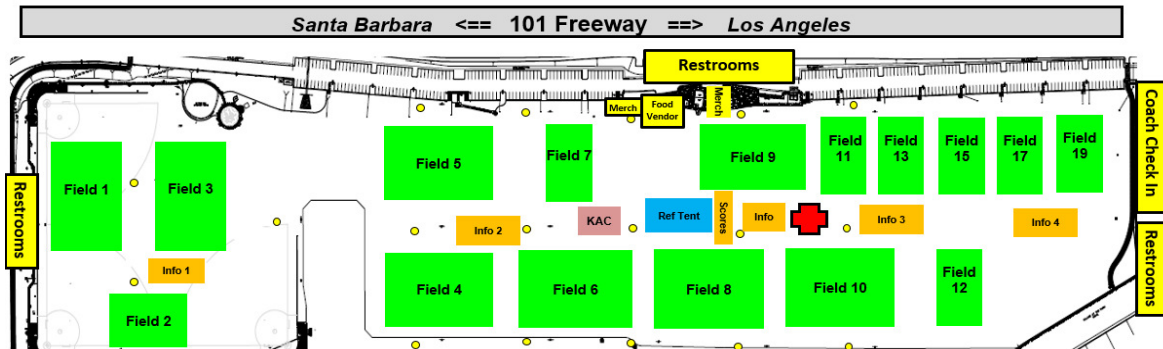 Santa Barbara <== 101 Freeway ==> Los Angeles
Restrooms
Merch
Food
Vendor
Merch
Coach Check In
Field 5
Field 7
Field 9
Field
11
Field
13
Field
15
Field
17
Field
19
Field 1
Field 3
Restrooms
KAC
Ref Tent
Scores
Info
Info 3
Info 4
Info 2
Info 1
Restrooms
Field 4
Field 6
Field 8
Field 10
Field
12
Field 2